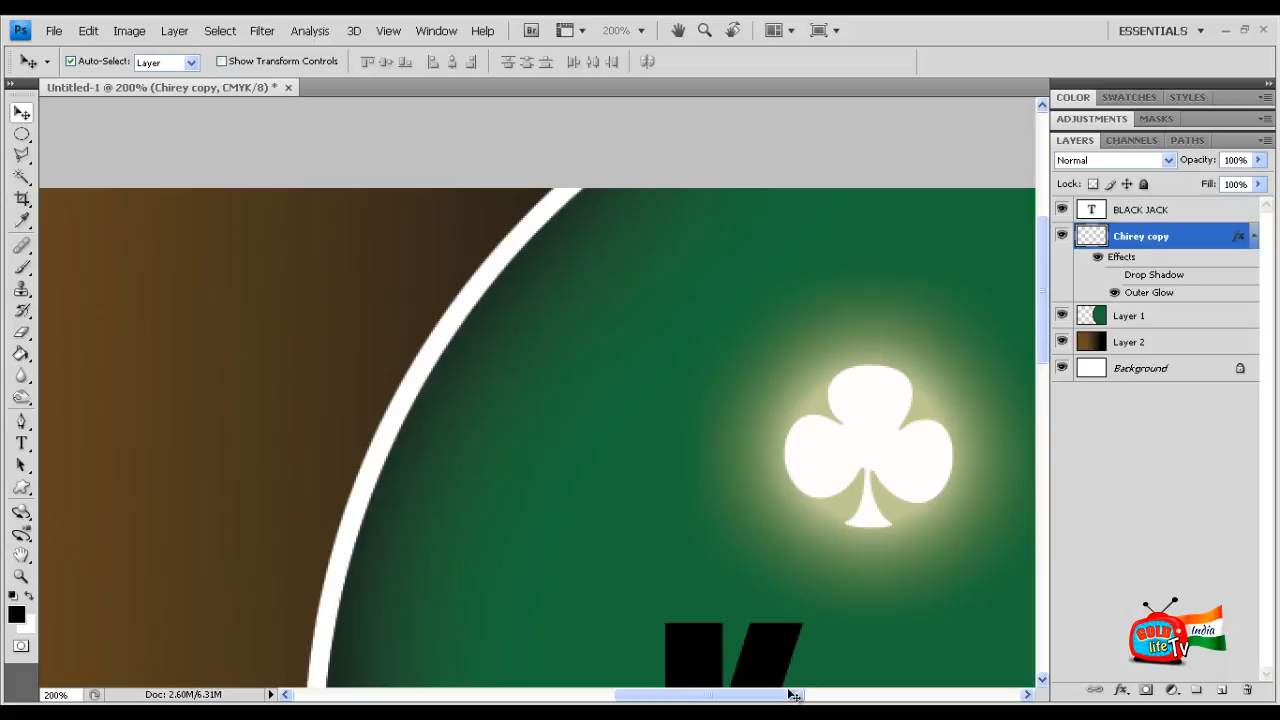 Ps File Edit Image Layer Select Filter Analysis 3D View Window Help Br 200% ESSENTIALS
Auto-Select: Layer Show Transform Controls
Untitled-1 @ 200% (Chirey copy, CMYK/8) *
COLOR SWATCHES STYLES
ADJUSTMENTS MASKS
LAYERS CHANNELS PATHS
Normal Opacity: 100%
Lock: Fill: 100%
T BLACK JACK
Chirey copy fx
Effects
Drop Shadow
Outer Glow
Layer 1
Layer 2
Background
K
GOLD life TV India
200% Doc: 2.60M/6.31M